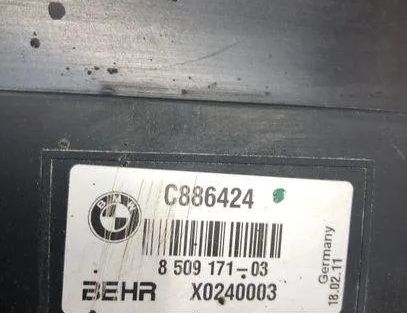 BMW
C886424
8 509 171-03
BEHR X0240003
Germany
18.02.11